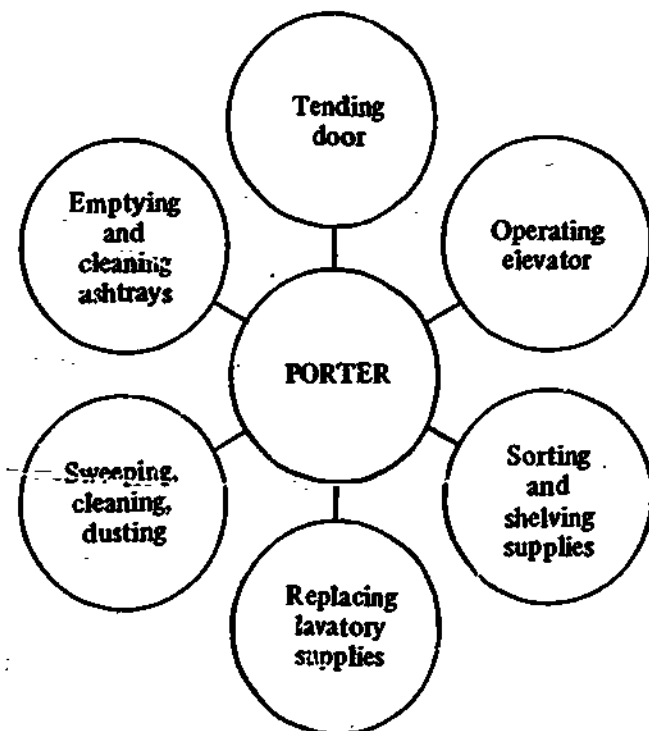 Tending
door
Operating
elevator
Sorting
and
shelving
supplies
Replacing
lavatory
supplies
Sweeping,
cleaning,
dusting
Emptying
and
cleaning
ashtrays
PORTER